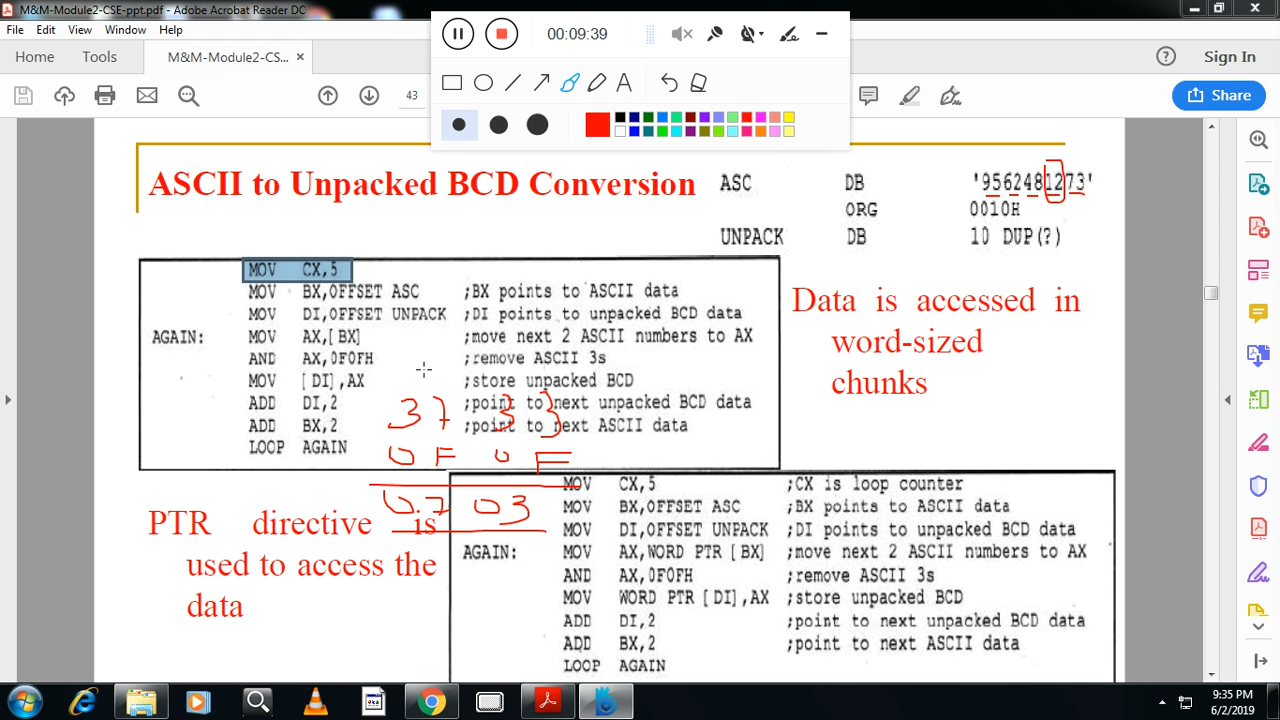 M&M-Module2-CSE-ppt.pdf - Adobe Acrobat Reader DC
File Edit View Window Help
00:09:39
Home Tools M&M-Module2-CS... × Sign In
43
A
Share
ASCII to Unpacked BCD Conversion
ASC DB '9562481273'
ORG 0010H
UNPACK DB 10 DUP(?)
MOV CX,5
MOV BX,OFFSET ASC ;BX points to ASCII data
MOV DI,OFFSET UNPACK ;DI points to unpacked BCD data
AGAIN: MOV AX,[BX] ;move next 2 ASCII numbers to AX
AND AX,0F0FH ;remove ASCII 3s
MOV [DI],AX ;store unpacked BCD
ADD DI,2 ;point to next unpacked BCD data
ADD BX,2 ;point to next ASCII data
LOOP AGAIN
37 33
0F 0F
07 03
Data is accessed in
word-sized
chunks
PTR directive is
used to access the
data
MOV CX,5 ;CX is loop counter
MOV BX,OFFSET ASC ;BX points to ASCII data
MOV DI,OFFSET UNPACK ;DI points to unpacked BCD data
AGAIN: MOV AX,WORD PTR [BX] ;move next 2 ASCII numbers to AX
AND AX,0F0FH ;remove ASCII 3s
MOV WORD PTR [DI],AX ;store unpacked BCD
ADD DI,2 ;point to next unpacked BCD data
ADD BX,2 ;point to next ASCII data
LOOP AGAIN
9:35 PM
6/2/2019